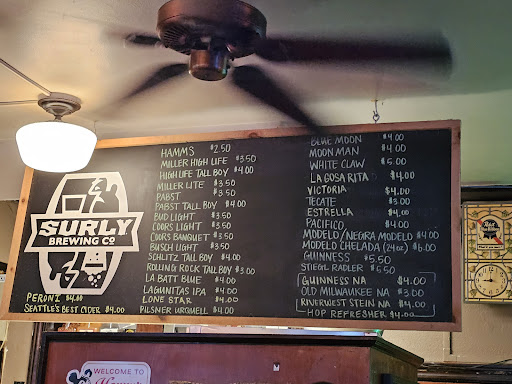 SURLY
BREWING CO
PERONI $4.00
SEATTLE'S BEST CIDER $4.00
HAMMS $2.50
MILLER HIGH LIFE $3.50
HIGH LIFE TALL BOY $4.00
MILLER LITE $3.50
PABST $3.50
PABST TALL BOY $4.00
BUD LIGHT $3.50
COORS LIGHT $3.50
COORS BANQUET $3.50
BUSCH LIGHT $3.50
SCHLITZ TALL BOY $4.00
ROLLING ROCK TALL BOY $3.00
LA BATT BLUE $4.00
LAGUNITAS IPA $4.00
LONE STAR $4.00
PILSNER URQUELL $4.00
BLUE MOON $4.00
MOON MAN $4.00
WHITE CLAW $5.00
LA GOSA RITA $4.00
VICTORIA $4.00
TECATE $3.00
ESTRELLA $4.00
PACIFICO $4.00
MODELO/NEGRA MODELO $4.00
MODELO CHELADA (24oz) $6.00
GUINNESS $5.50
STIEGL RADLER $6.50
GUINNESS NA $4.00
OLD MILWAUKEE NA $3.00
RIVERWEST STEIN NA $4.00
HOP REFRESHER $4.00
WELCOME TO